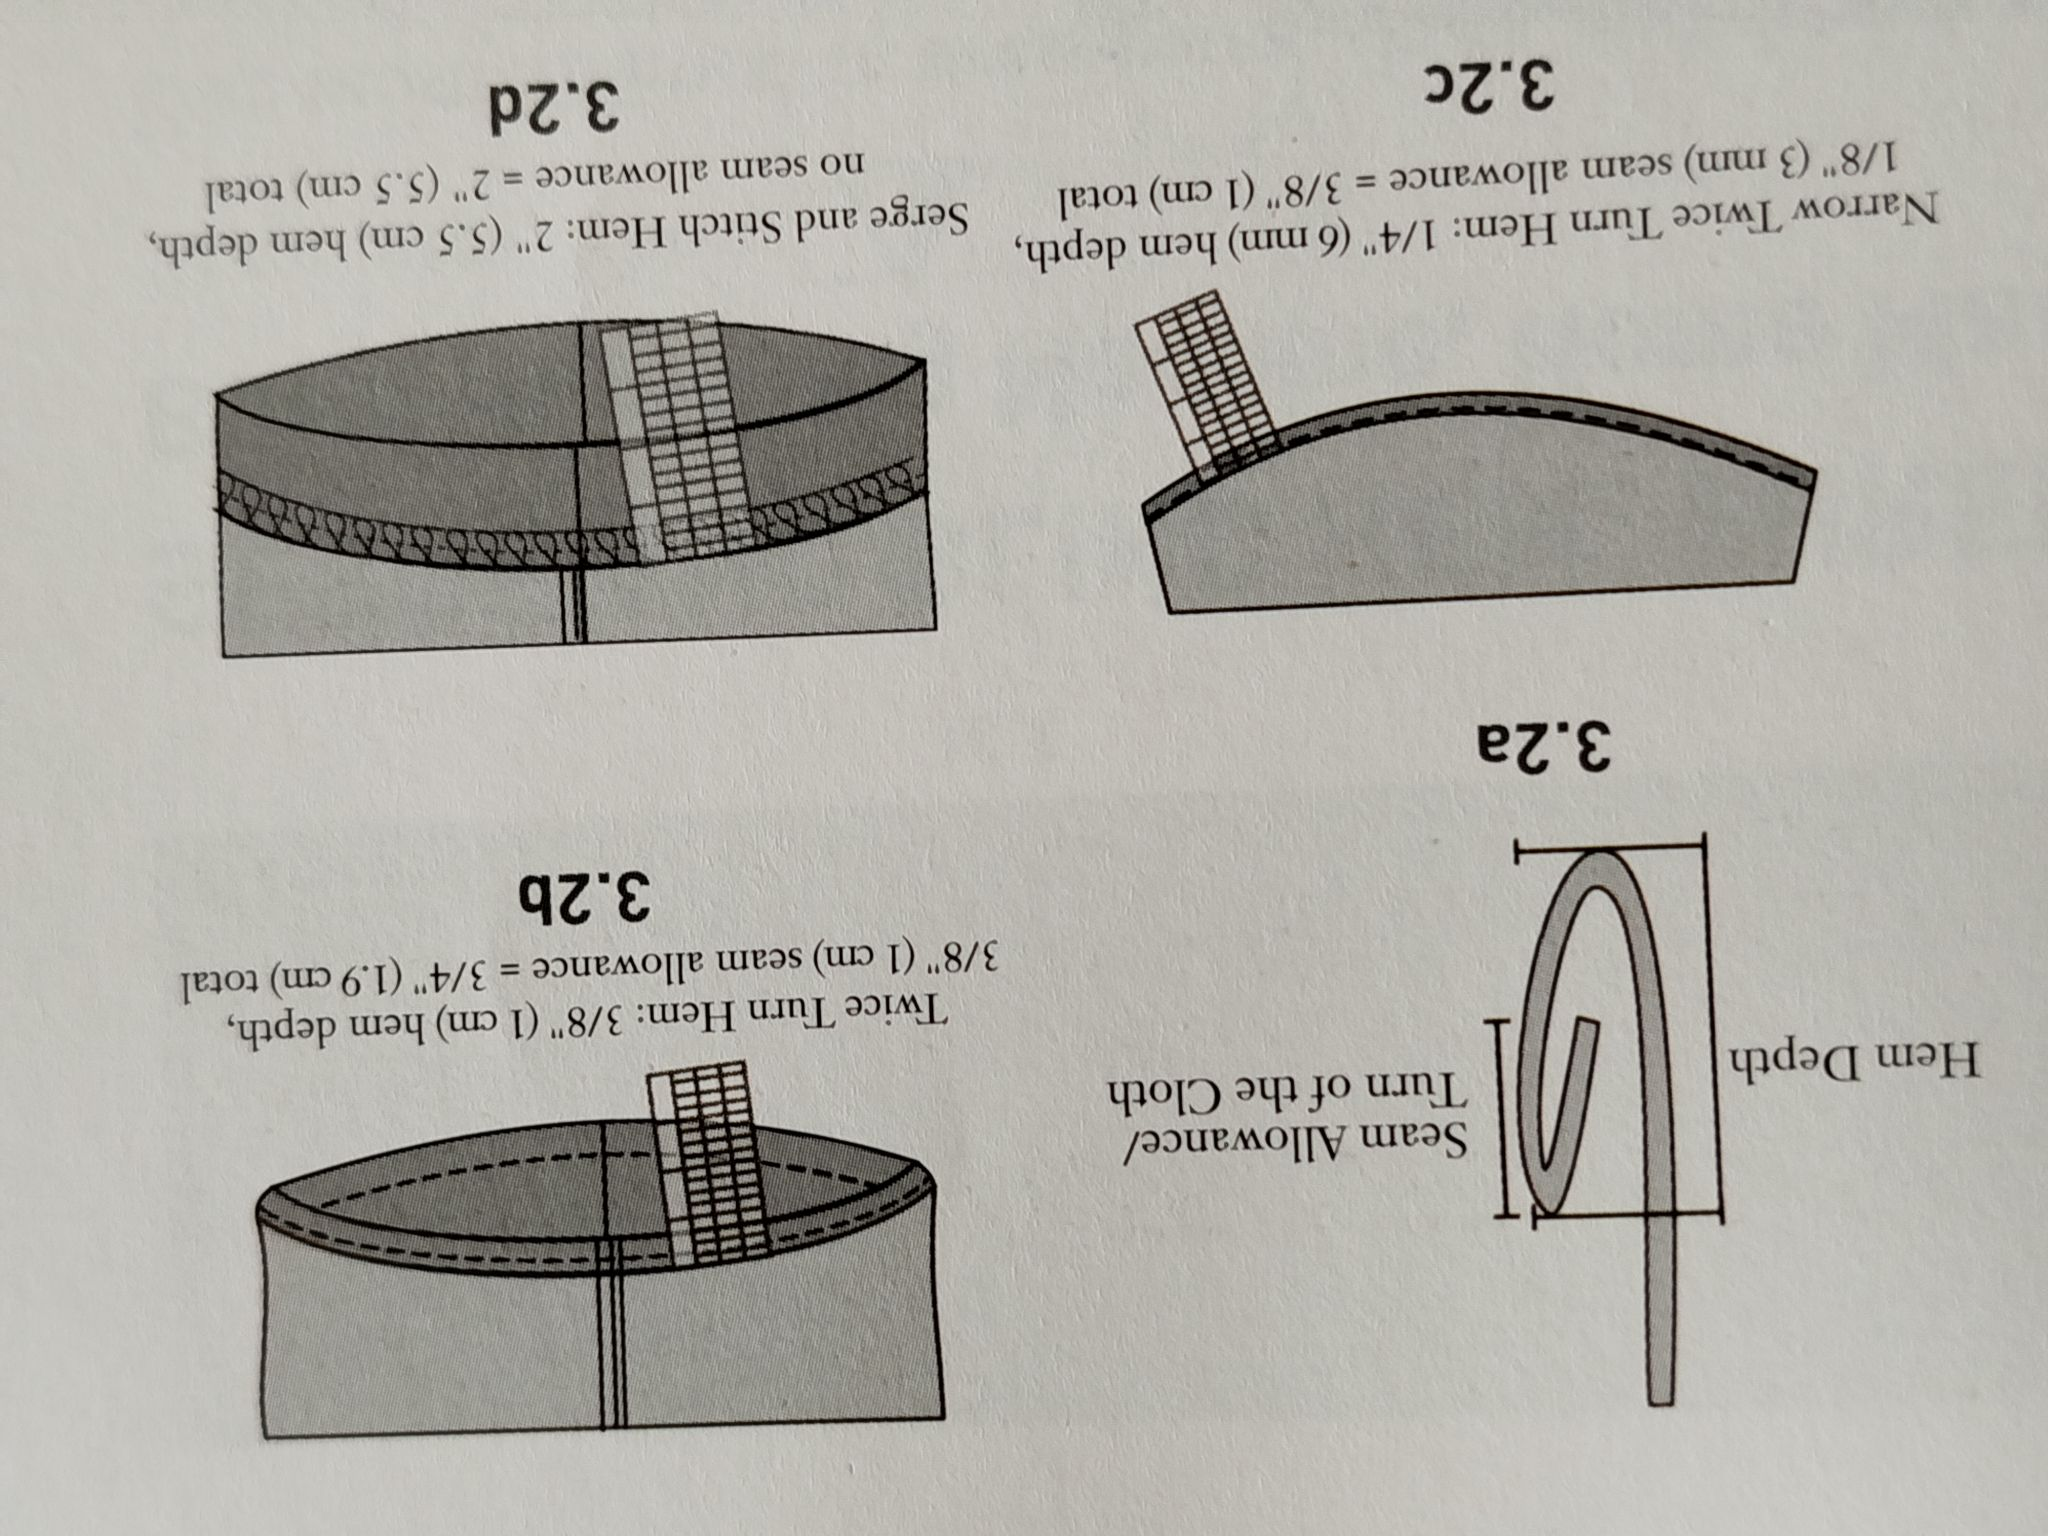 Hem Depth
Seam Allowance/
Turn of the Cloth
3.2a
Twice Turn Hem: 3/8" (1 cm) hem depth,
3/8" (1 cm) seam allowance = 3/4" (1.9 cm) total
3.2b
Narrow Twice Turn Hem: 1/4" (6 mm) hem depth,
1/8" (3 mm) seam allowance = 3/8" (1 cm) total
3.2c
Serge and Stitch Hem: 2" (5.5 cm) hem depth,
no seam allowance = 2" (5.5 cm) total
3.2d